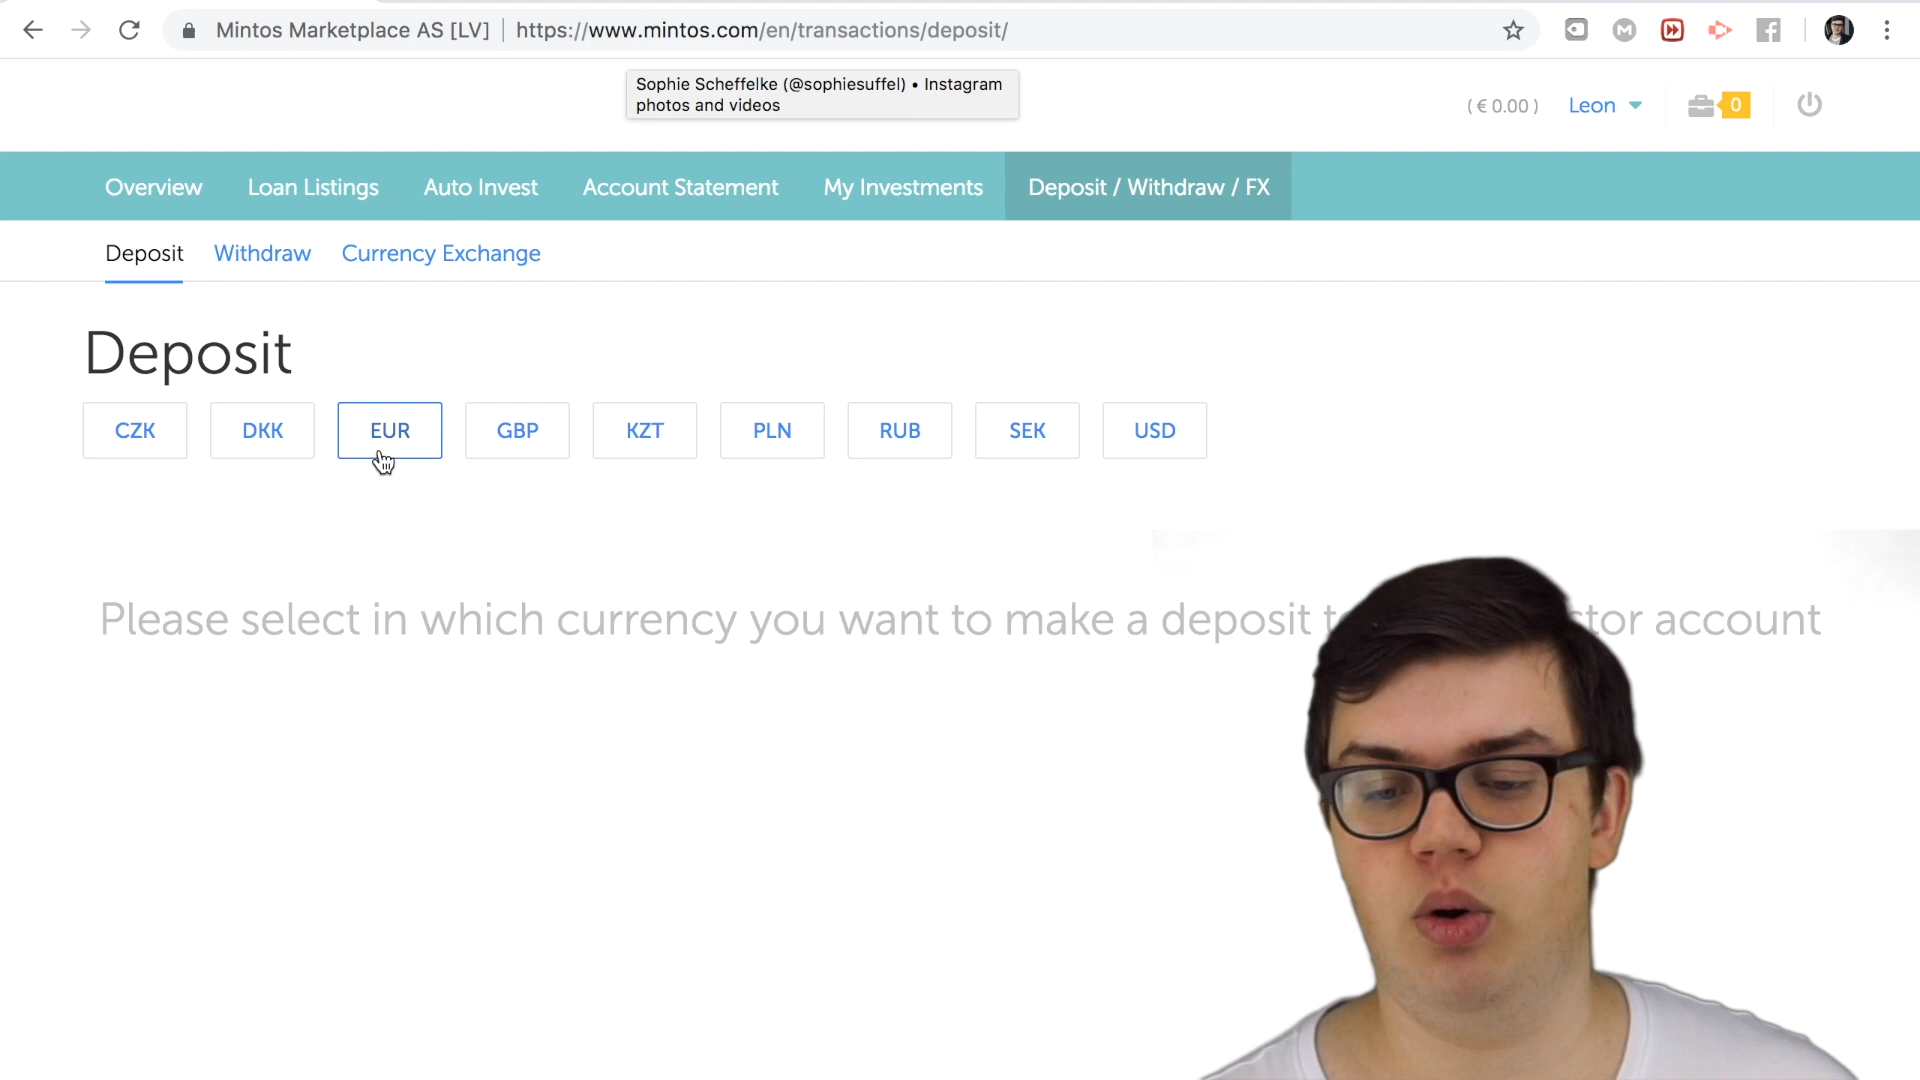 Mintos Marketplace AS [LV] https://www.mintos.com/en/transactions/deposit/
Sophie Scheffelke (@sophiesuffel) • Instagram
photos and videos
( € 0.00 ) Leon 0
Overview Loan Listings Auto Invest Account Statement My Investments Deposit / Withdraw / FX
Deposit Withdraw Currency Exchange
Deposit
CZK DKK EUR GBP KZT PLN RUB SEK USD
Please select in which currency you want to make a deposit account